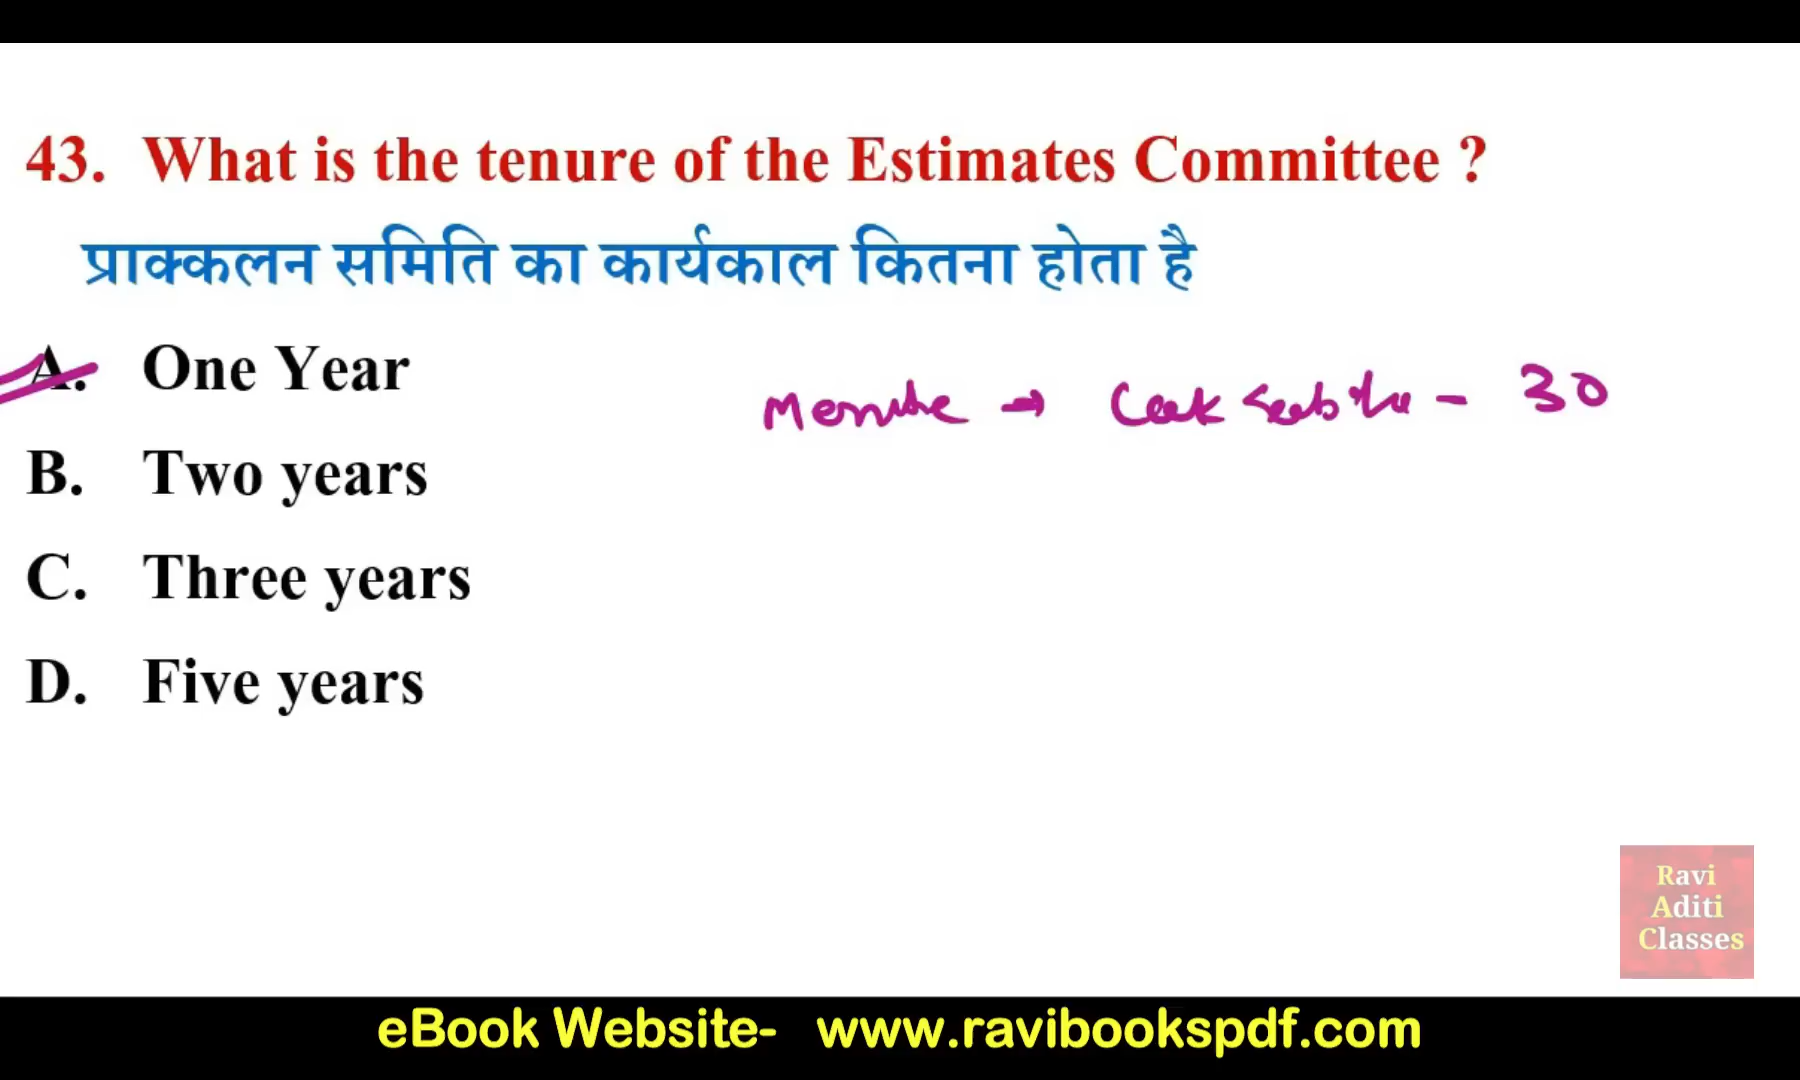 43. What is the tenure of the Estimates Committee ?
प्राक्कलन समिति का कार्यकाल कितना होता है
A. One Year
→ - 30
B. Two years
C. Three years
D. Five years
Ravi
Aditi
Classes
eBook Website- www.ravibookspdf.com